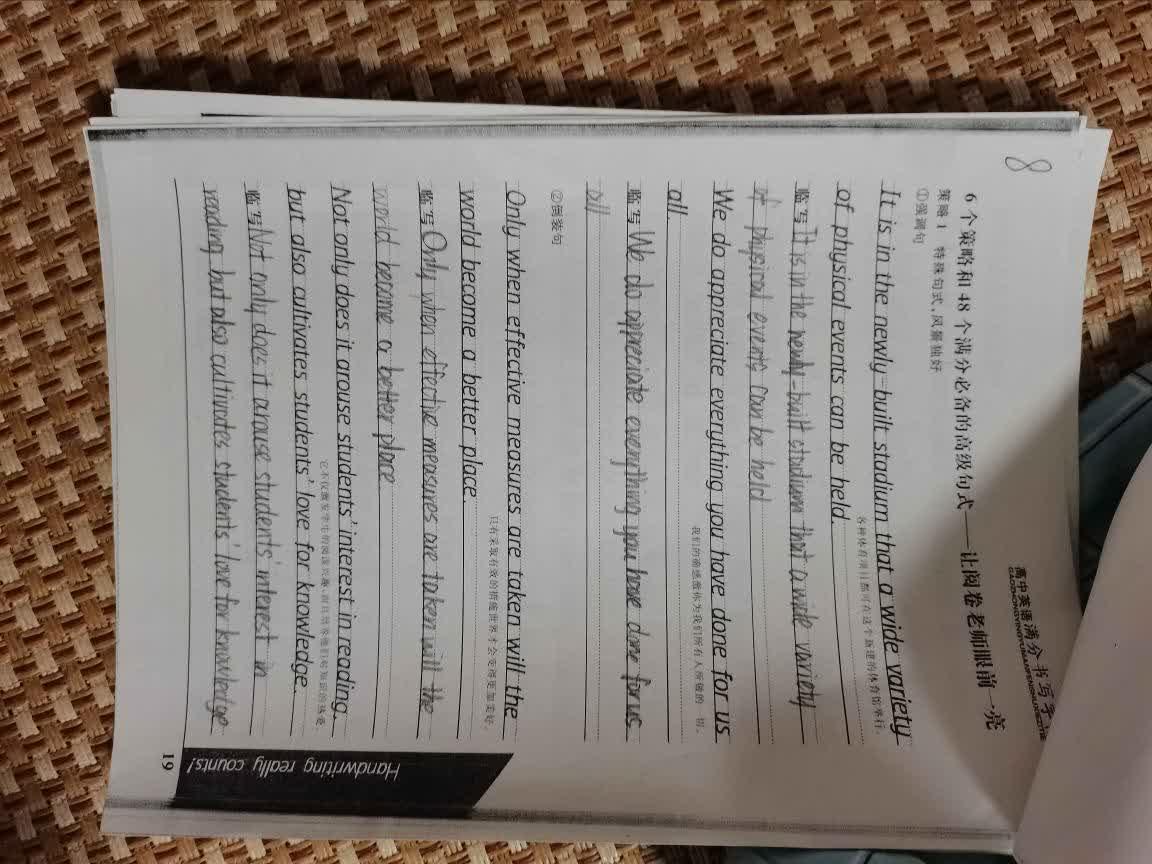 8
高中英语满分书写字
6个策略和48个满分必备的高级句式——让阅卷老师眼前一亮
策略1 特殊句式,风景独好
①强调句
It is in the newly-built stadium that a wide variety
各种体育项目都可在这个新建的体育馆举行。
of physical events can be held.
临写 It is in the newly-built stadium that a wide variety
of physical events can be held
We do appreciate everything you have done for us
我们的确感激你为我们所有人所做的一切。
all.
临写 We do appreciate everything you have done for us
all
②倒装句
Only when effective measures are taken will the
只有采取有效的措施世界才会变得更加美好。
world become a better place.
临写 Only when effective measures are taken will the
world become a better place
Not only does it arouse students' interest in reading,
它不仅激发学生的阅读兴趣,而且培养他们对知识的热爱。
but also cultivates students' love for knowledge
临写 Not only does it arouse students' interest in
reading but also cultivates students' love for knowledge
Handwriting really counts!
19